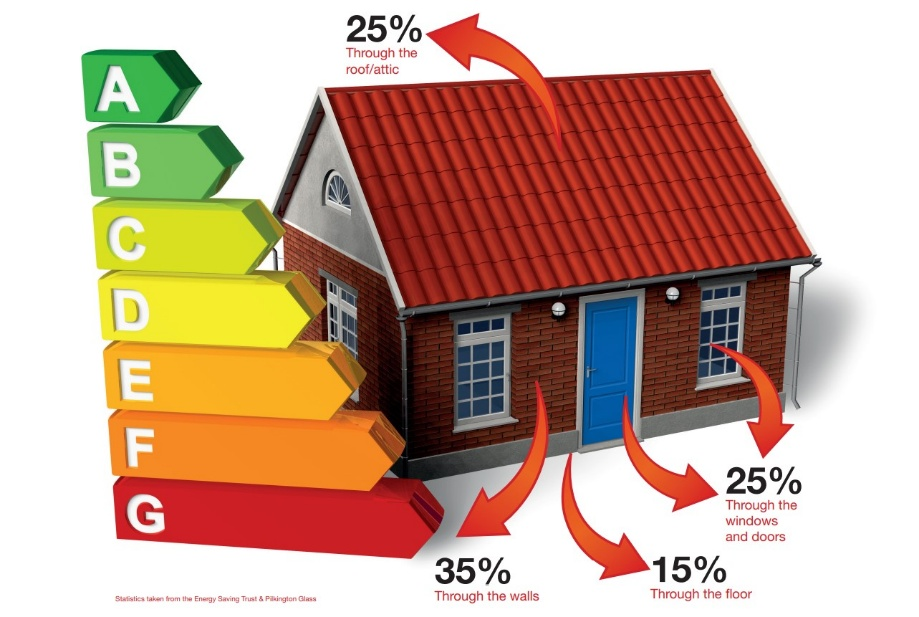 25%
Through the
roof/attic
A
B
C
D
E
F
G
25%
Through the
windows
and doors
35%
Through the walls
15%
Through the floor
Statistics taken from the Energy Saving Trust & Pilkington Glass